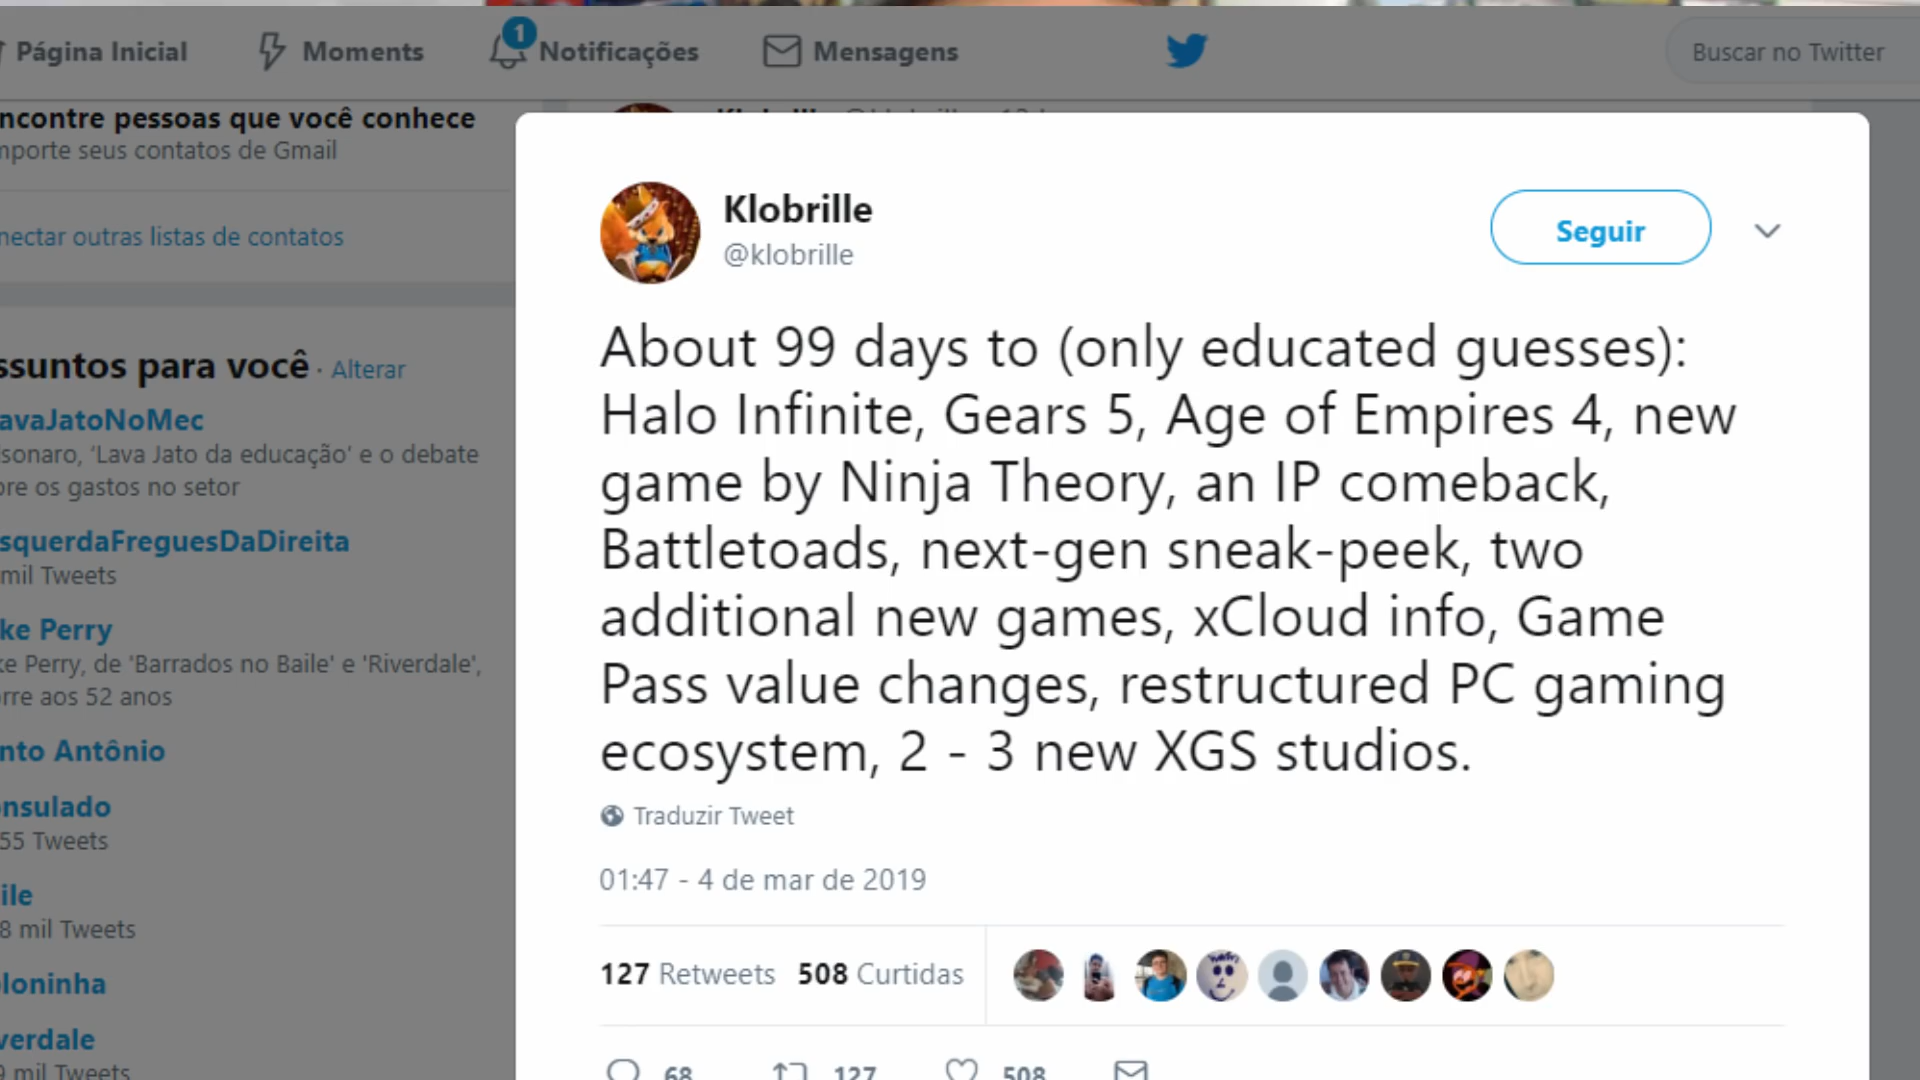 Página Inicial
Moments
1
Notificações
Mensagens
Buscar no Twitter
ncontre pessoas que você conhece
mporte seus contatos de Gmail
nectar outras listas de contatos
ssuntos para você · Alterar
avaJatoNoMec
sonaro, 'Lava Jato da educação' e o debate
bre os gastos no setor
squerdaFreguesDaDireita
mil Tweets
ke Perry
ke Perry, de 'Barrados no Baile' e 'Riverdale',
rre aos 52 anos
nto Antônio
onsulado
55 Tweets
ile
8 mil Tweets
loninha
verdale
9 mil Tweets
Klobrille
@klobrille
Seguir
About 99 days to (only educated guesses):
Halo Infinite, Gears 5, Age of Empires 4, new
game by Ninja Theory, an IP comeback,
Battletoads, next-gen sneak-peek, two
additional new games, xCloud info, Game
Pass value changes, restructured PC gaming
ecosystem, 2 - 3 new XGS studios.
Traduzir Tweet
01:47 - 4 de mar de 2019
127 Retweets 508 Curtidas
68 127 508